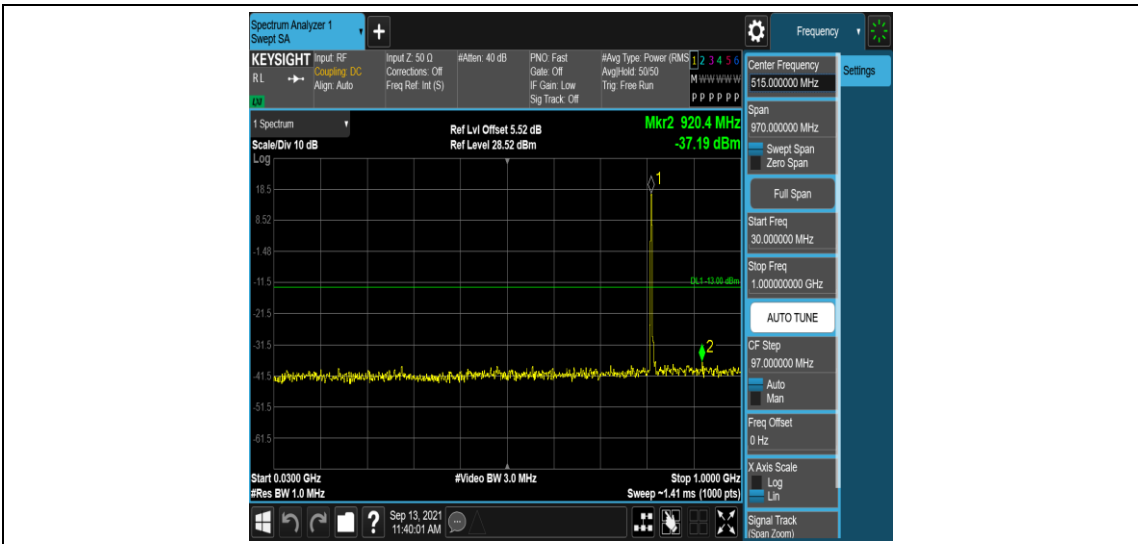 Spectrum Analyzer 1
Swept SA
+
Frequency
KEYSIGHT
RL
LXI
Input: RF
Coupling: DC
Align: Auto
Input Z: 50 Ω
Corrections: Off
Freq Ref: Int (S)
#Atten: 40 dB
PNO: Fast
Gate: Off
IF Gain: Low
Sig Track: Off
#Avg Type: Power (RMS
Avg|Hold: 50/50
Trig: Free Run
1 2 3 4 5 6
M W W W W W
P P P P P P
1 Spectrum
Scale/Div 10 dB
Log
Ref Lvl Offset 5.52 dB
Ref Level 28.52 dBm
Mkr2 920.4 MHz
-37.19 dBm
1
18.5
8.52
-1.48
-11.5
DL1 -13.00 dBm
-21.5
-31.5
2
-41.5
-51.5
-61.5
Start 0.0300 GHz
#Res BW 1.0 MHz
#Video BW 3.0 MHz
Stop 1.0000 GHz
Sweep ~1.41 ms (1000 pts)
?
Sep 13, 2021
11:40:01 AM
Center Frequency
515.000000 MHz
Settings
Span
970.000000 MHz
Swept Span
Zero Span
Full Span
Start Freq
30.000000 MHz
Stop Freq
1.000000000 GHz
AUTO TUNE
CF Step
97.000000 MHz
Auto
Man
Freq Offset
0 Hz
X Axis Scale
Log
Lin
Signal Track
(Span Zoom)